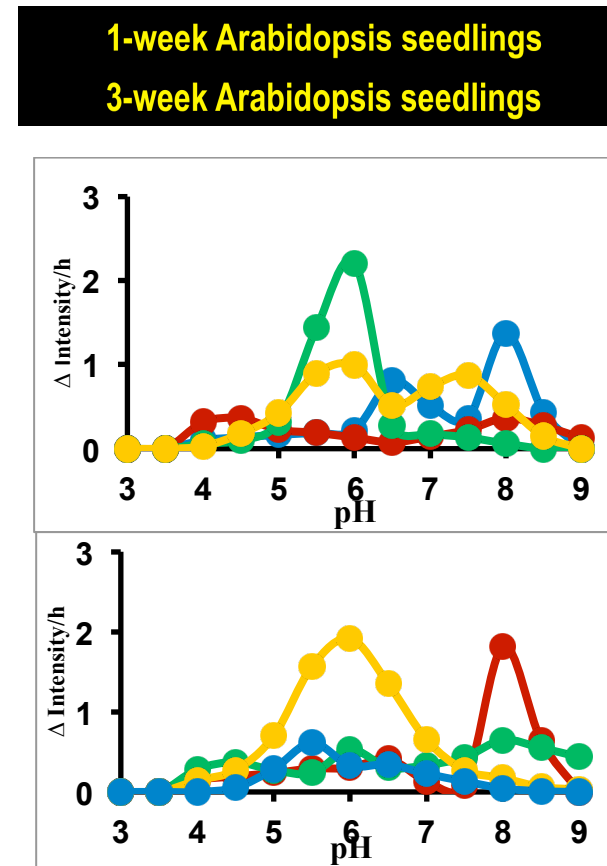 1-week Arabidopsis seedlings
3-week Arabidopsis seedlings
3
2
1
0
Δ Intensity/h
3 4 5 6 7 8 9
pH
3
2
1
0
Δ Intensity/h
3 4 5 6 7 8 9
pH